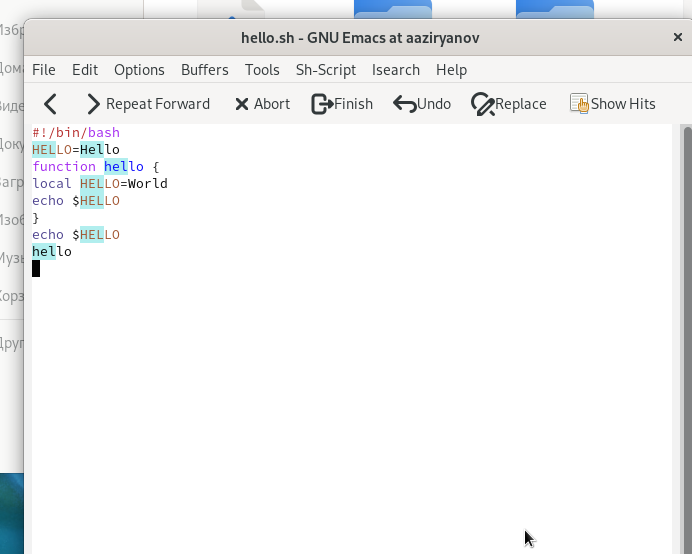 hello.sh - GNU Emacs at aaziryanov
File Edit Options Buffers Tools Sh-Script Isearch Help
Repeat Forward Abort Finish Undo Replace Show Hits
#!/bin/bash
HELLO=Hello
function hello {
local HELLO=World
echo $HELLO
}
echo $HELLO
hello